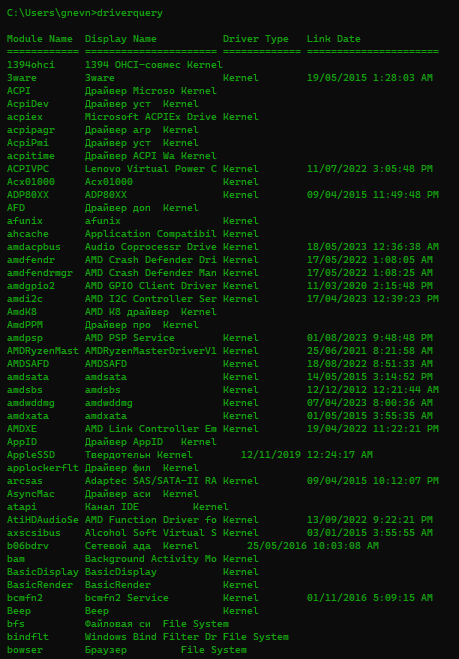 C:\Users\gnevn>driverquery
Module Name  Display Name           Driver Type   Link Date
============ ====================== ============= ======================
1394ohci     1394 OHCI-совмес Kernel
3ware        3ware                  Kernel        19/05/2015 1:28:03 AM
ACPI         Драйвер Microso Kernel
AcpiDev      Драйвер уст  Kernel
acpiex       Microsoft ACPIEx Drive Kernel
acpipagr     Драйвер агр  Kernel
AcpiPmi      Драйвер уст  Kernel
acpitime     Драйвер ACPI Wa Kernel
ACPIVPC      Lenovo Virtual Power C Kernel        11/07/2022 3:05:48 PM
Acx01000     Acx01000               Kernel
ADP80XX      ADP80XX                Kernel        09/04/2015 11:49:48 PM
AFD          Драйвер доп  Kernel
afunix       afunix                 Kernel
ahcache      Application Compatibil Kernel
amdacpbus    Audio Coprocessr Drive Kernel        18/05/2023 12:36:38 AM
amdfendr     AMD Crash Defender Dri Kernel        17/05/2022 1:08:05 AM
amdfendrmgr  AMD Crash Defender Man Kernel        17/05/2022 1:08:25 AM
amdgpio2     AMD GPIO Client Driver Kernel        11/03/2020 2:15:48 PM
amdi2c       AMD I2C Controller Ser Kernel        17/04/2023 12:39:23 PM
AmdK8        AMD K8 драйвер  Kernel
AmdPPM       Драйвер про  Kernel
amdpsp       AMD PSP Service        Kernel        01/08/2023 9:48:48 PM
AMDRyzenMast AMDRyzenMasterDriverV1 Kernel        25/06/2021 8:21:58 AM
AMDSAFD      AMDSAFD                Kernel        18/08/2022 8:51:33 AM
amdsata      amdsata                Kernel        14/05/2015 3:14:52 PM
amdsbs       amdsbs                 Kernel        12/12/2012 12:21:44 AM
amdwddmg     amdwddmg               Kernel        07/04/2023 8:00:36 AM
amdxata      amdxata                Kernel        01/05/2015 3:55:35 AM
AMDXE        AMD Link Controller Em Kernel        19/04/2022 11:22:21 PM
AppID        Драйвер AppID   Kernel
AppleSSD     Твердотельн Kernel        12/11/2019 12:24:17 AM
applockerflt Драйвер фил  Kernel
arcsas       Adaptec SAS/SATA-II RA Kernel        09/04/2015 10:12:07 PM
AsyncMac     Драйвер аси  Kernel
atapi        Канал IDE         Kernel
AtiHDAudioSe AMD Function Driver fo Kernel        13/09/2022 9:22:21 PM
axscsibus    Alcohol Soft Virtual S Kernel        03/01/2015 3:55:55 AM
b06bdrv      Сетевой ада  Kernel        25/05/2016 10:03:08 AM
bam          Background Activity Mo Kernel
BasicDisplay BasicDisplay           Kernel
BasicRender  BasicRender            Kernel
bcmfn2       bcmfn2 Service         Kernel        01/11/2016 5:09:15 AM
Beep         Beep                   Kernel
bfs          Файловая си  File System
bindflt      Windows Bind Filter Dr File System
bowser       Браузер         File System